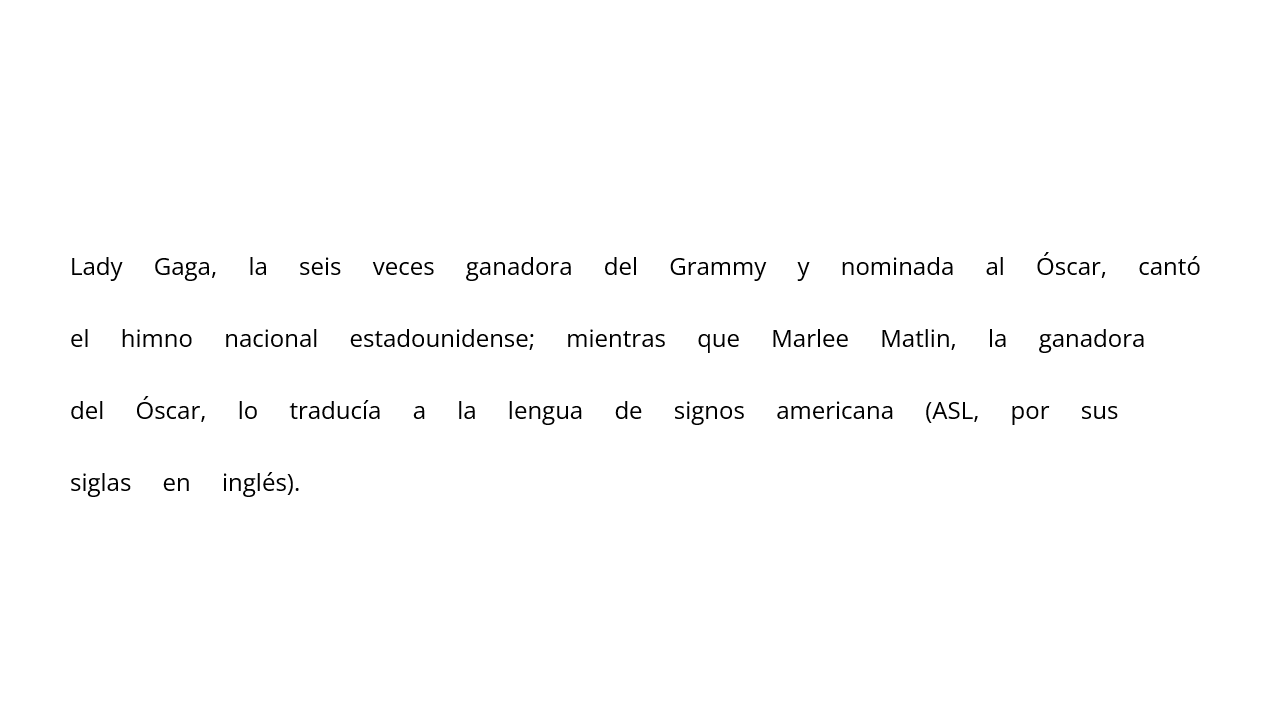 Lady Gaga, la seis veces ganadora del Grammy y nominada al Óscar, cantó
el himno nacional estadounidense; mientras que Marlee Matlin, la ganadora
del Óscar, lo traducía a la lengua de signos americana (ASL, por sus
siglas en inglés).